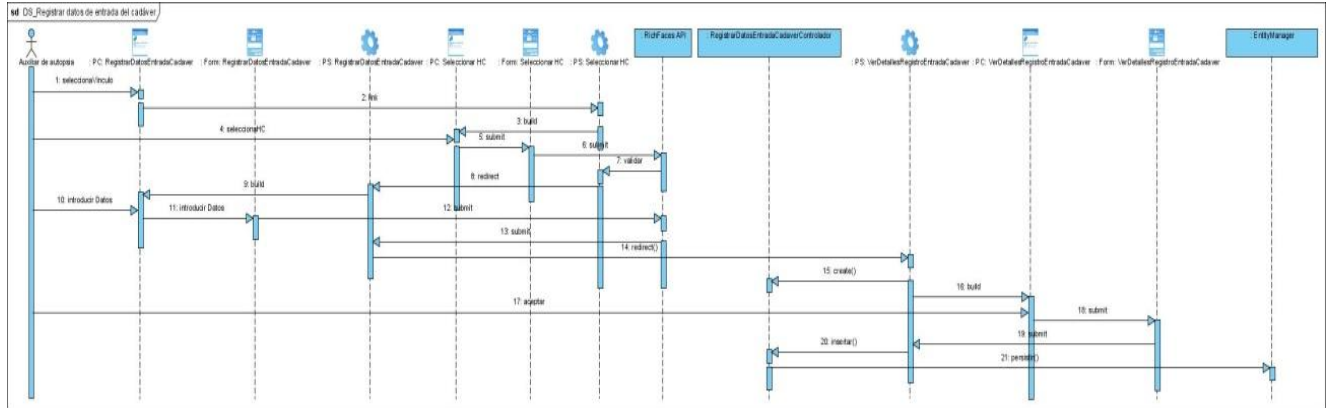 sd DS_Registrar datos de entrada del cadáver
RichFaces API
: RegistrarDatosEntradaCadaverControlador
: EntityManager
Auxiliar de autopsia
: PC: RegistrarDatosEntradaCadaver
: Form: RegistrarDatosEntradaCadaver
: PS: RegistrarDatosEntradaCadaver
: PC: Seleccionar HC
: Form: Seleccionar HC
: PS: Seleccionar HC
: PS: VerDetallesRegistroEntradaCadaver
: PC: VerDetallesRegistroEntradaCadaver
: Form: VerDetallesRegistroEntradaCadaver
1: seleccionaVinculo
2: link
3: build
4: seleccionaHC
5: submit
6: submit
7: validar
8: redirect
9: build
10: introducir Datos
11: introducir Datos
12: submit
13: submit
14: redirect()
15: create()
16: build
17: aceptar
18: submit
19: submit
20: insertar()
21: persistir()